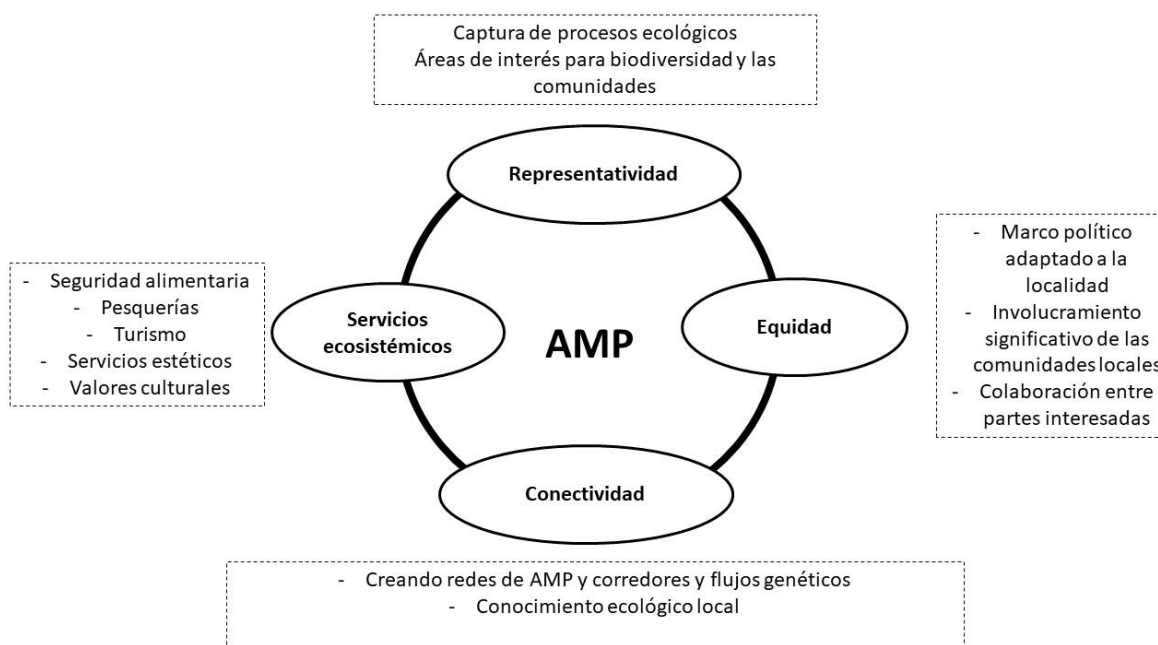 Captura de procesos ecológicos
Áreas de interés para biodiversidad y las
comunidades
Representatividad
- Seguridad alimentaria
- Pesquerías
- Turismo
- Servicios estéticos
- Valores culturales
Servicios
ecosistémicos
AMP
Equidad
- Marco político
adaptado a la
localidad
- Involucramiento
significativo de las
comunidades locales
- Colaboración entre
partes interesadas
Conectividad
- Creando redes de AMP y corredores y flujos genéticos
- Conocimiento ecológico local